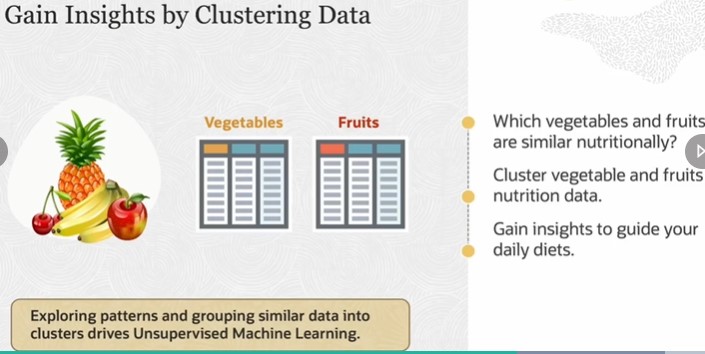 Gain Insights by Clustering Data
Vegetables
Fruits
Which vegetables and fruits
are similar nutritionally?
Cluster vegetable and fruits
nutrition data.
Gain insights to guide your
daily diets.
Exploring patterns and grouping similar data into
clusters drives Unsupervised Machine Learning.